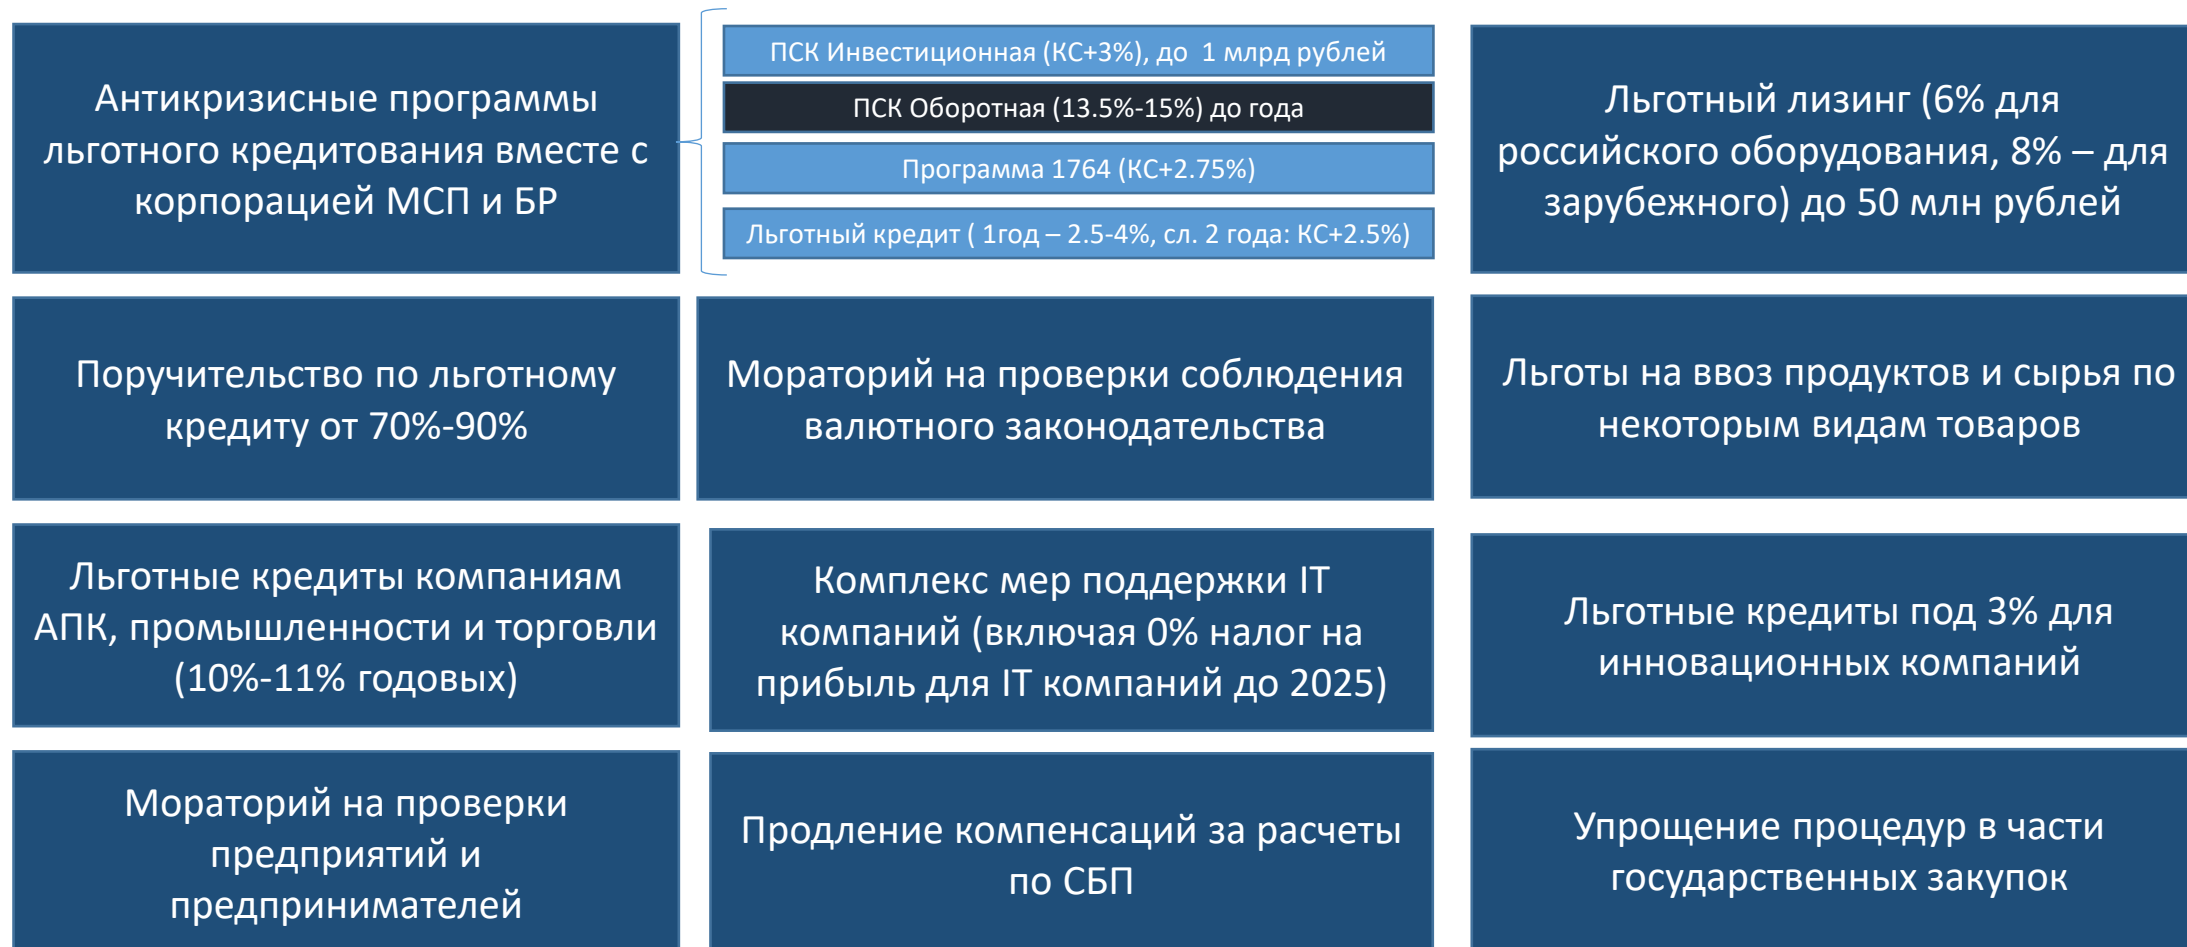 Антикризисные программы
льготного кредитования вместе с
корпорацией МСП и БР
ПСК Инвестиционная (КС+3%), до 1 млрд рублей
ПСК Оборотная (13.5%-15%) до года
Программа 1764 (КС+2.75%)
Льготный кредит ( 1год – 2.5-4%, сл. 2 года: КС+2.5%)
Льготный лизинг (6% для
российского оборудования, 8% – для
зарубежного) до 50 млн рублей
Поручительство по льготному
кредиту от 70%-90%
Мораторий на проверки соблюдения
валютного законодательства
Льготы на ввоз продуктов и сырья по
некоторым видам товаров
Льготные кредиты компаниям
АПК, промышленности и торговли
(10%-11% годовых)
Комплекс мер поддержки IT
компаний (включая 0% налог на
прибыль для IT компаний до 2025)
Льготные кредиты под 3% для
инновационных компаний
Мораторий на проверки
предприятий и
предпринимателей
Продление компенсаций за расчеты
по СБП
Упрощение процедур в части
государственных закупок